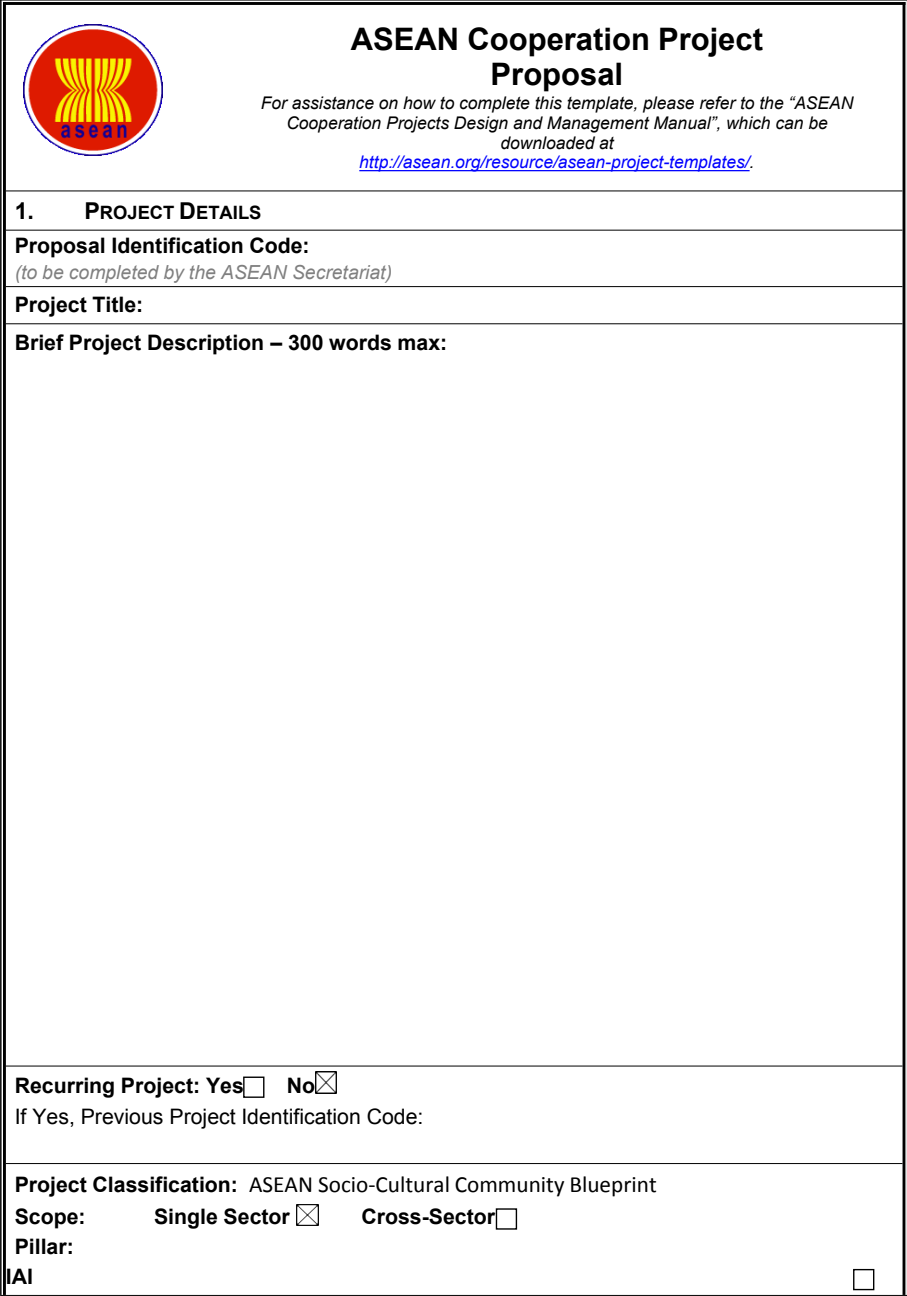 asean
ASEAN Cooperation Project
Proposal
For assistance on how to complete this template, please refer to the “ASEAN
Cooperation Projects Design and Management Manual”, which can be
downloaded at
http://asean.org/resource/asean-project-templates/.
1. PROJECT DETAILS
Proposal Identification Code:
(to be completed by the ASEAN Secretariat)
Project Title:
Brief Project Description – 300 words max:
Recurring Project: Yes☐ No☒
If Yes, Previous Project Identification Code:
Project Classification: ASEAN Socio-Cultural Community Blueprint
Scope: Single Sector ☒ Cross-Sector☐
Pillar:
IAI ☐